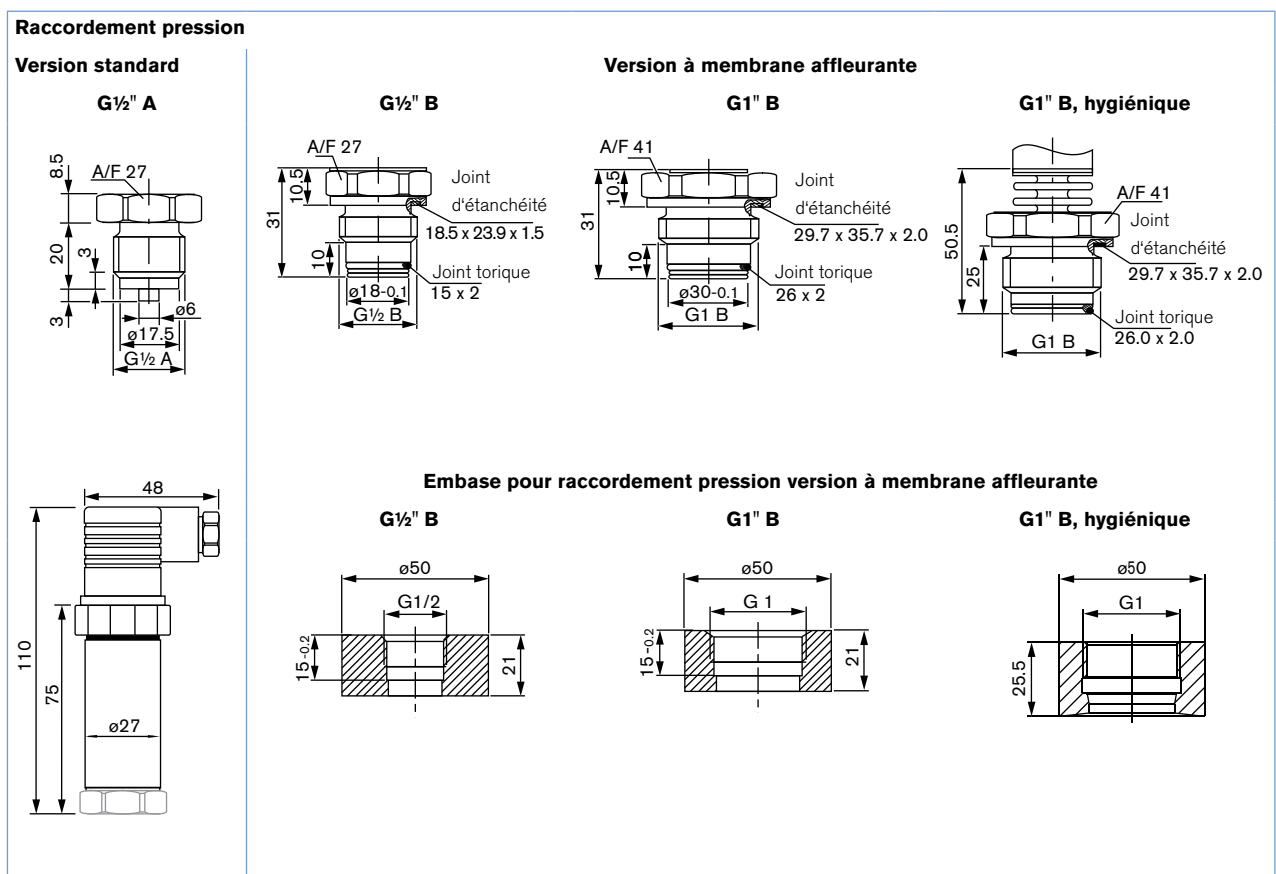 Raccordement pression
Version standard
Version à membrane affleurante
G½" A
G½" B
G1" B
G1" B, hygiénique
8.5
A/F 27
20
3
3
ø6
ø17.5
G½ A
A/F 27
10.5
31
10
Joint
d'étanchéité
18.5 x 23.9 x 1.5
Joint torique
15 x 2
ø18-0.1
G½ B
A/F 41
10.5
31
10
Joint
d'étanchéité
29.7 x 35.7 x 2.0
Joint torique
26 x 2
ø30-0.1
G1 B
50.5
25
A/F 41
Joint
d'étanchéité
29.7 x 35.7 x 2.0
Joint torique
26.0 x 2.0
G1 B
48
110
75
ø27
Embase pour raccordement pression version à membrane affleurante
G½" B
G1" B
G1" B, hygiénique
ø50
G1/2
15-0.2
21
ø50
G 1
15-0.2
21
ø50
G1
25.5